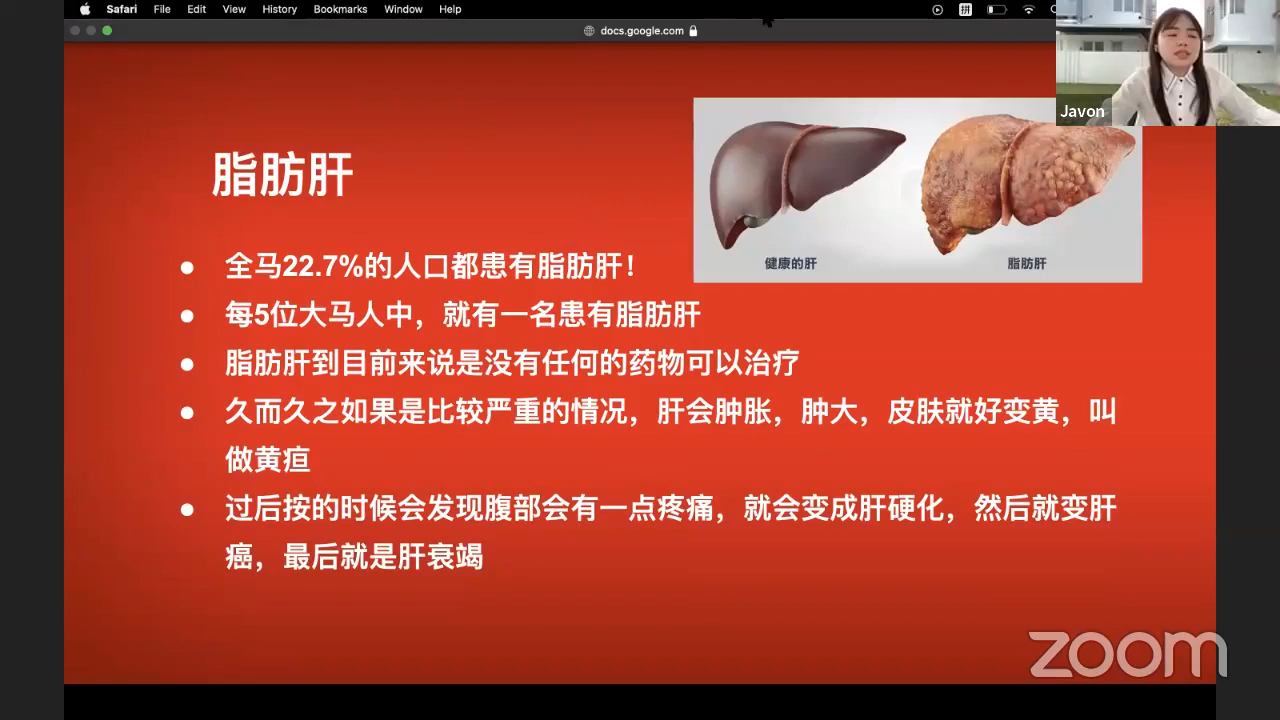 Safari File Edit View History Bookmarks Window Help
拼
docs.google.com
Javon
脂肪肝
健康的肝 脂肪肝
● 全马22.7%的人口都患有脂肪肝！
● 每5位大马人中，就有一名患有脂肪肝
● 脂肪肝到目前来说是没有任何的药物可以治疗
● 久而久之如果是比较严重的情况，肝会肿胀，肿大，皮肤就好变黄，叫
做黄疸
● 过后按的时候会发现腹部会有一点疼痛，就会变成肝硬化，然后就变肝
癌，最后就是肝衰竭
zoom